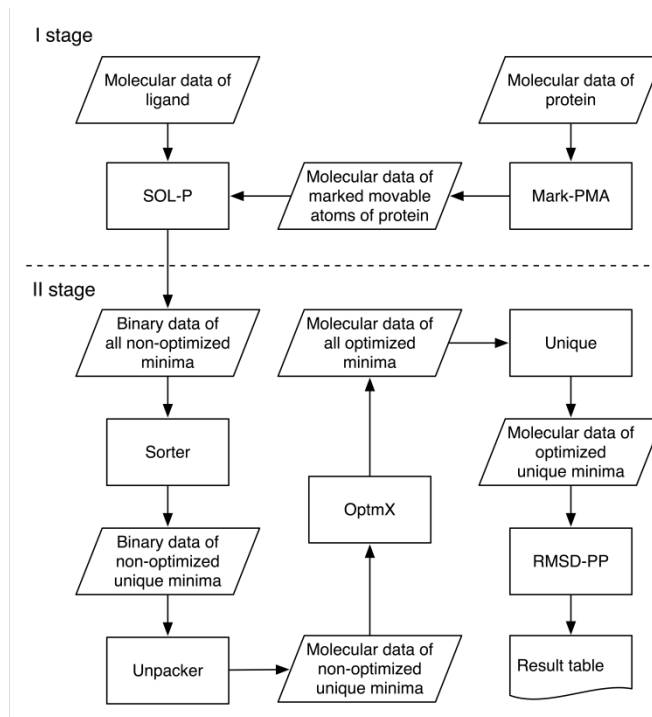 I stage
Molecular data of
ligand
Molecular data of
protein
SOL-P
Molecular data of
marked movable
atoms of protein
Mark-PMA
II stage
Binary data of
all non-optimized
minima
Molecular data of
all optimized
minima
Unique
Sorter
Molecular data of
optimized
unique minima
OptmX
Binary data of
non-optimized
unique minima
RMSD-PP
Unpacker
Molecular data of
non-optimized
unique minima
Result table